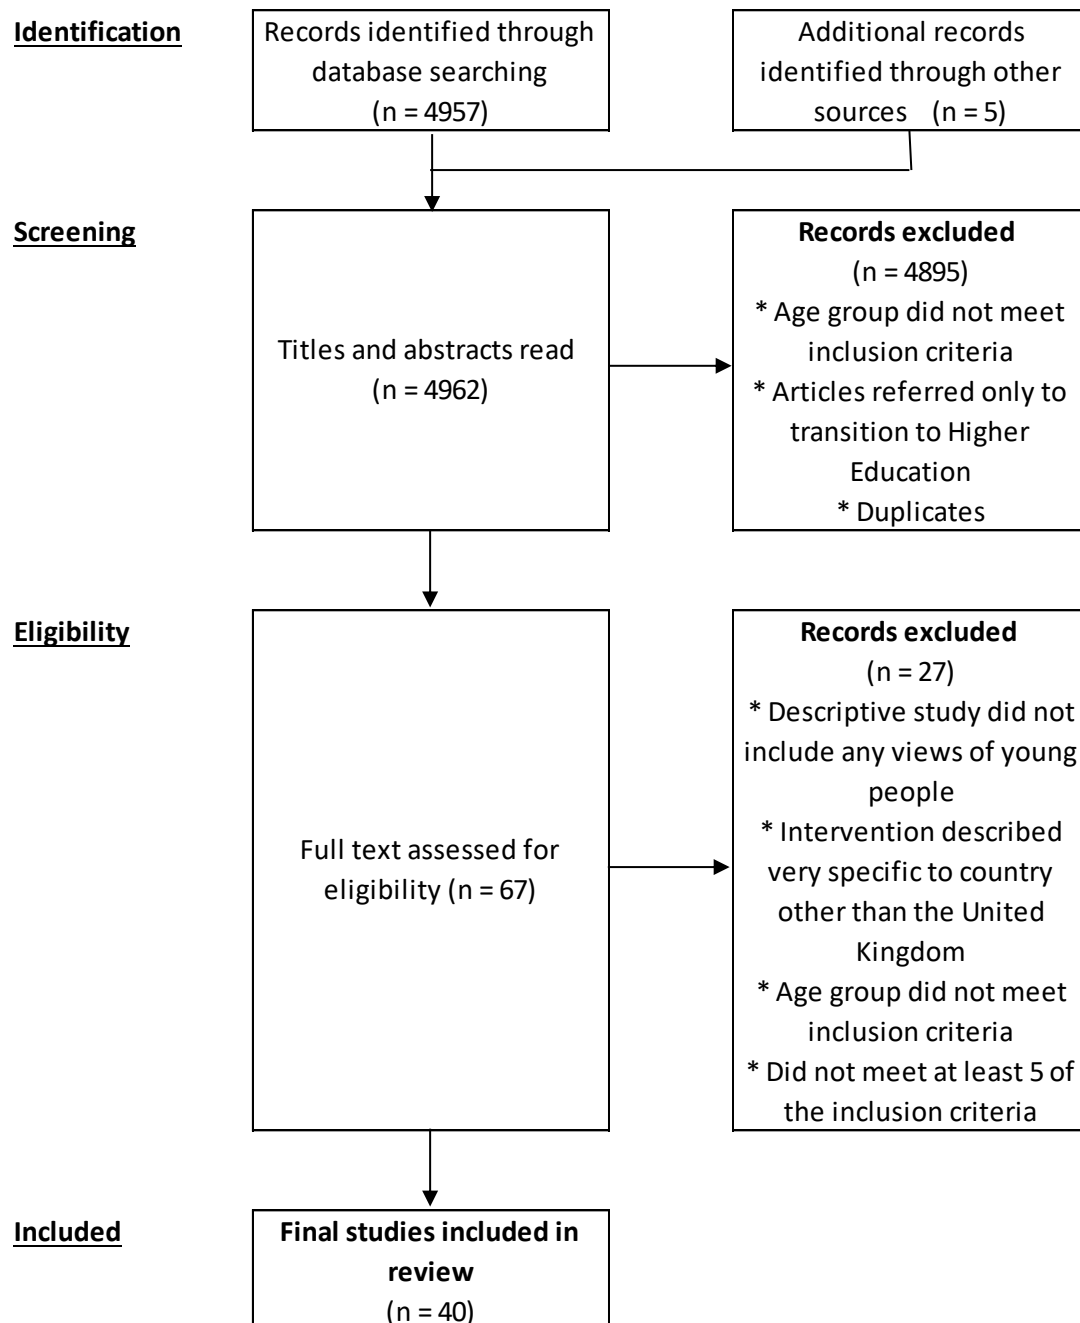 Identification
Records identified through
database searching
(n = 4957)
Additional records
identified through other
sources (n = 5)
Screening
Titles and abstracts read
(n = 4962)
Records excluded
(n = 4895)
* Age group did not meet
inclusion criteria
* Articles referred only to
transition to Higher
Education
* Duplicates
Eligibility
Full text assessed for
eligibility (n = 67)
Records excluded
(n = 27)
* Descriptive study did not
include any views of young
people
* Intervention described
very specific to country
other than the United
Kingdom
* Age group did not meet
inclusion criteria
* Did not meet at least 5 of
the inclusion criteria
Included
Final studies included in
review
(n = 40)